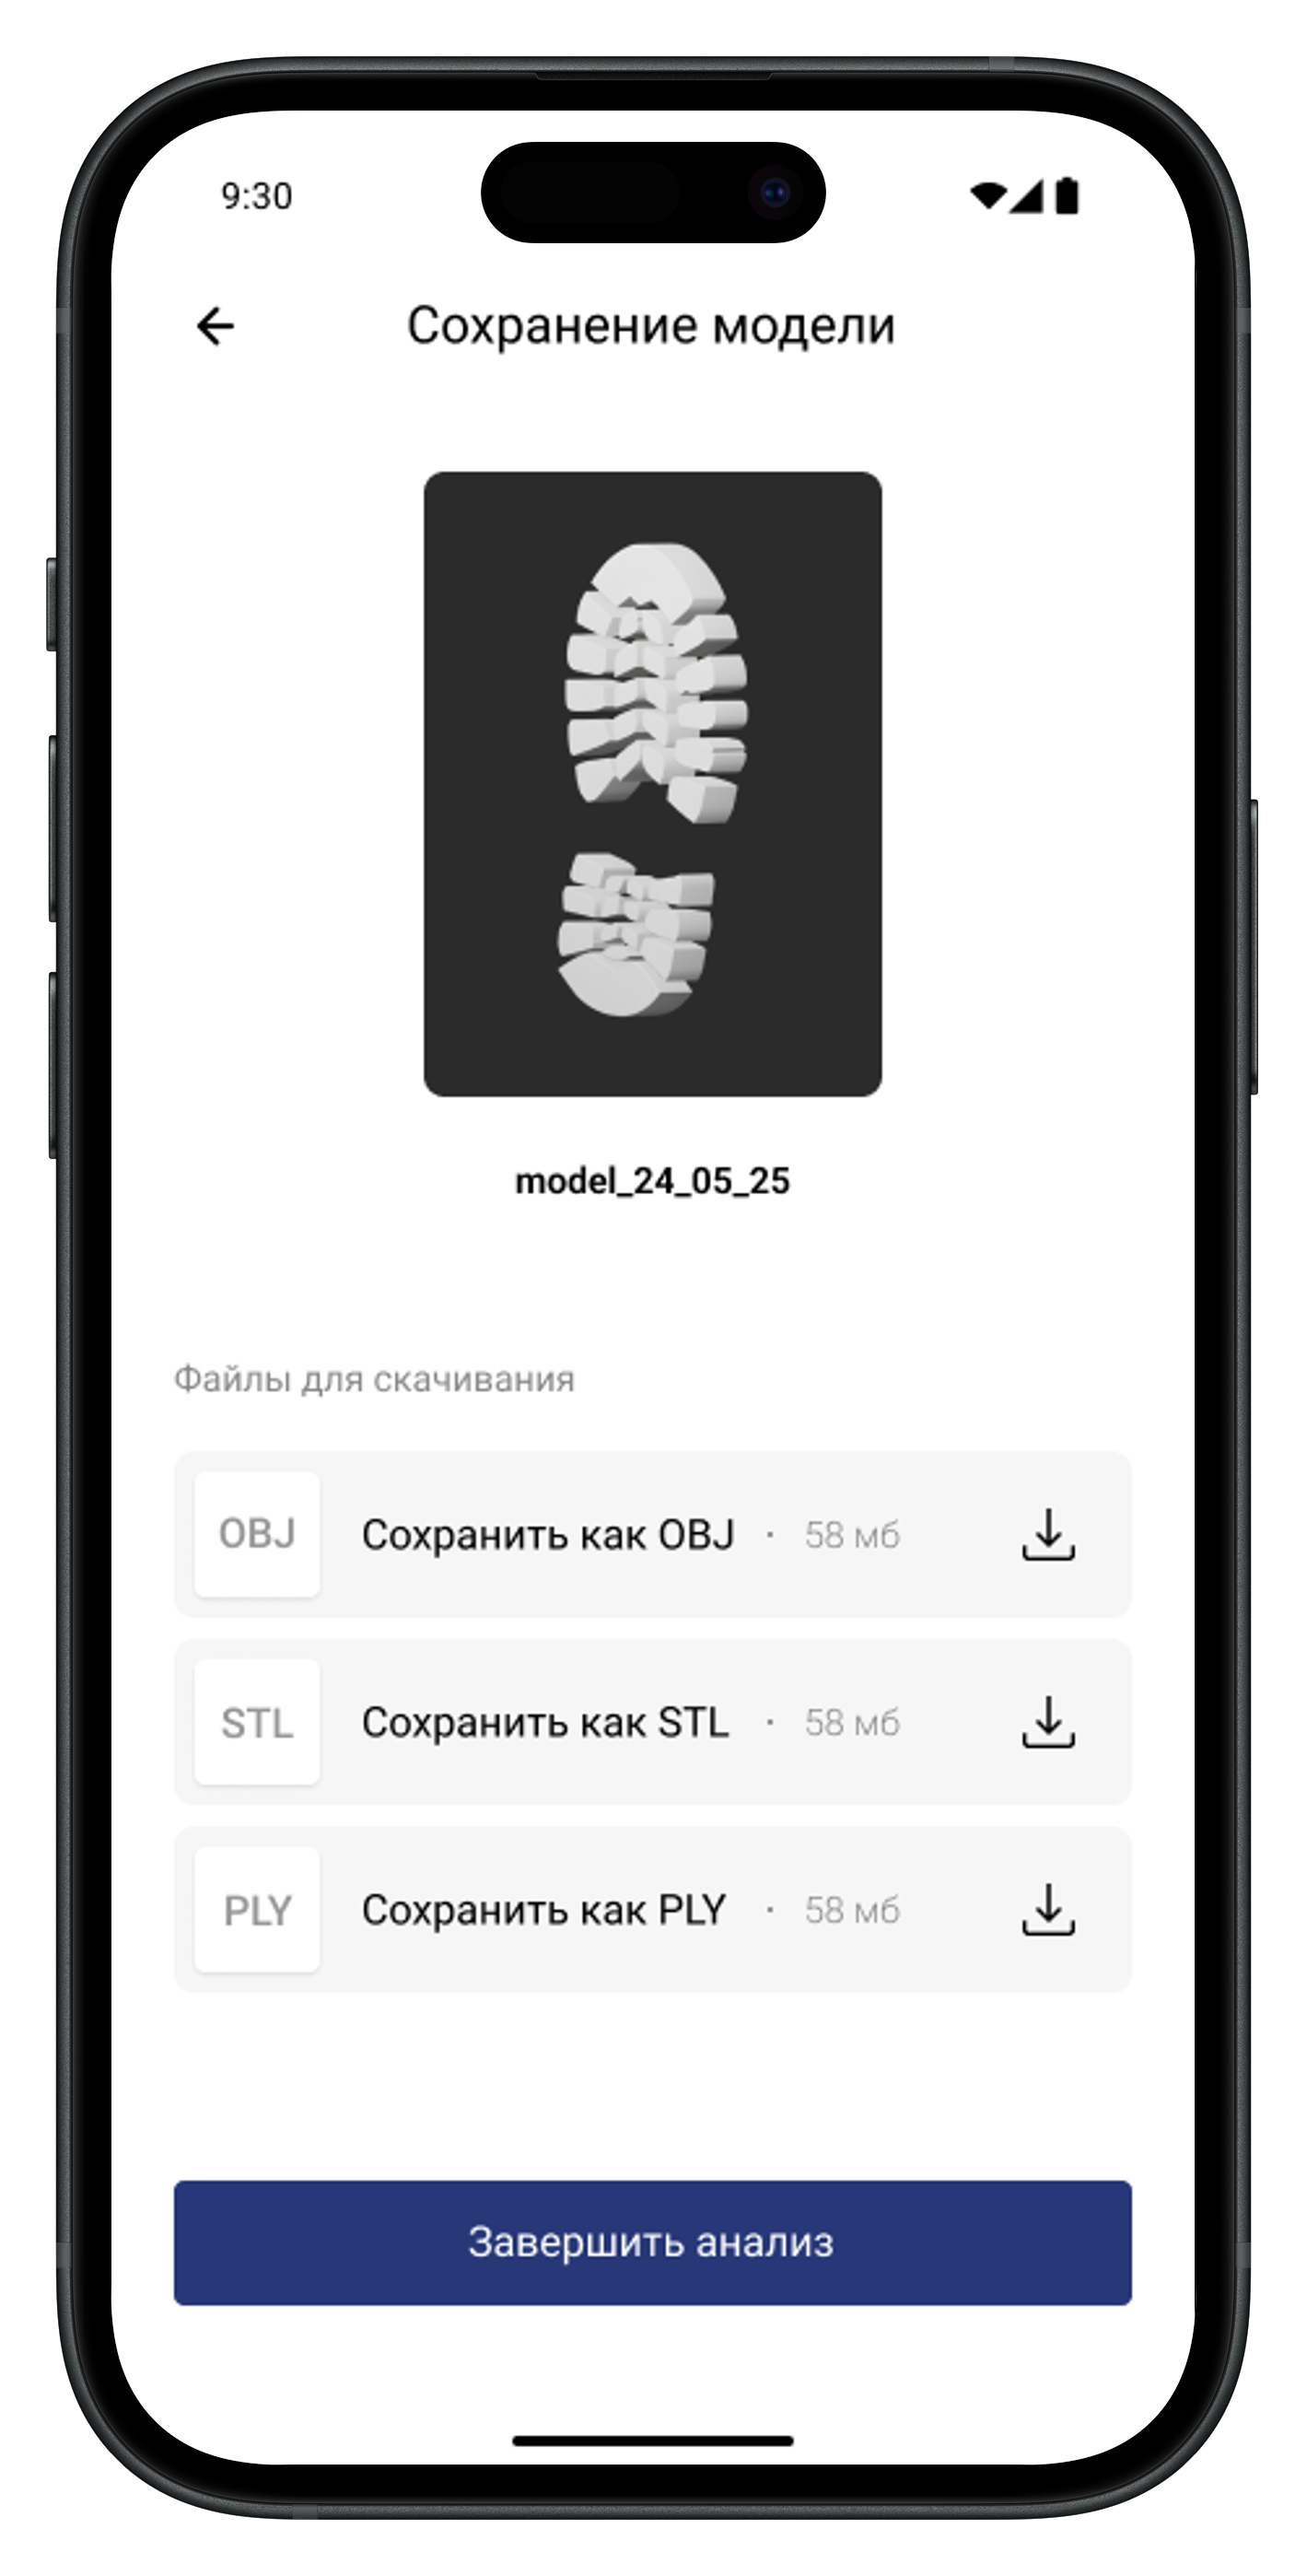 9:30
Сохранение модели
model_24_05_25
Файлы для скачивания
OBJ Сохранить как OBJ · 58 мб
STL Сохранить как STL · 58 мб
PLY Сохранить как PLY · 58 мб
Завершить анализ